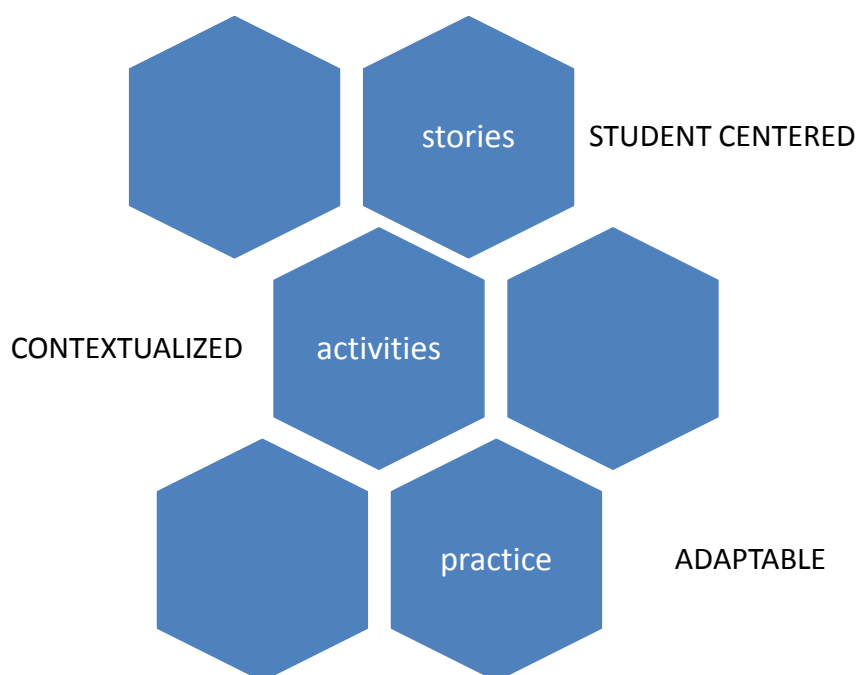 stories
STUDENT CENTERED
CONTEXTUALIZED
activities
practice
ADAPTABLE